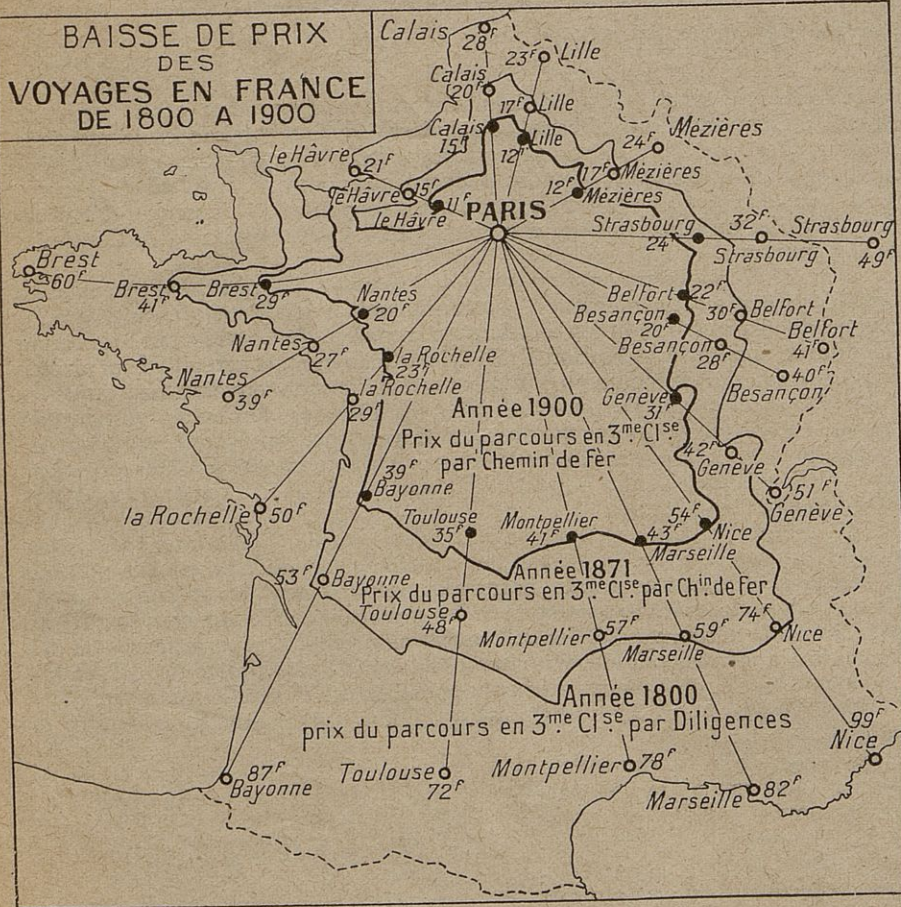 BAISSE DE PRIX
DES
VOYAGES EN FRANCE
DE 1800 A 1900
Calais
28f
23f Lille
Calais
20f
17f Lille
Calais
15f
Lille
12f
24f Mézières
17f Mézières
12f Mézières
le Hâvre 21f
le Hâvre 15f
le Hâvre 11f
PARIS
Strasbourg
24
32f
Strasbourg
Strasbourg
49f
Brest
60f
Brest
41f
Brest
29f
Belfort 22f
30f Belfort
Belfort
41f
Besançon
20f
Besançon
28f
40f
Besançon
Nantes
20f
Nantes
27f
Nantes
39f
la Rochelle
23f
la Rochelle
29f
la Rochelle 50f
Genève
31f
42f
Genève
51f
Genève
Année 1900
Prix du parcours en 3me Clse
par Chemin de Fer
39f
Bayonne
Toulouse
35f
Montpellier
41f
43f
Marseille
54f
Nice
Année 1871
Prix du parcours en 3me Clse. par Chin de Fer
53f Bayonne
Toulouse
48f
Montpellier 57f
59f
Marseille
74f
Nice
Année 1800
prix du parcours en 3me Clse par Diligences
87f
Bayonne
Toulouse
72f
Montpellier 78f
Marseille 82f
99f
Nice